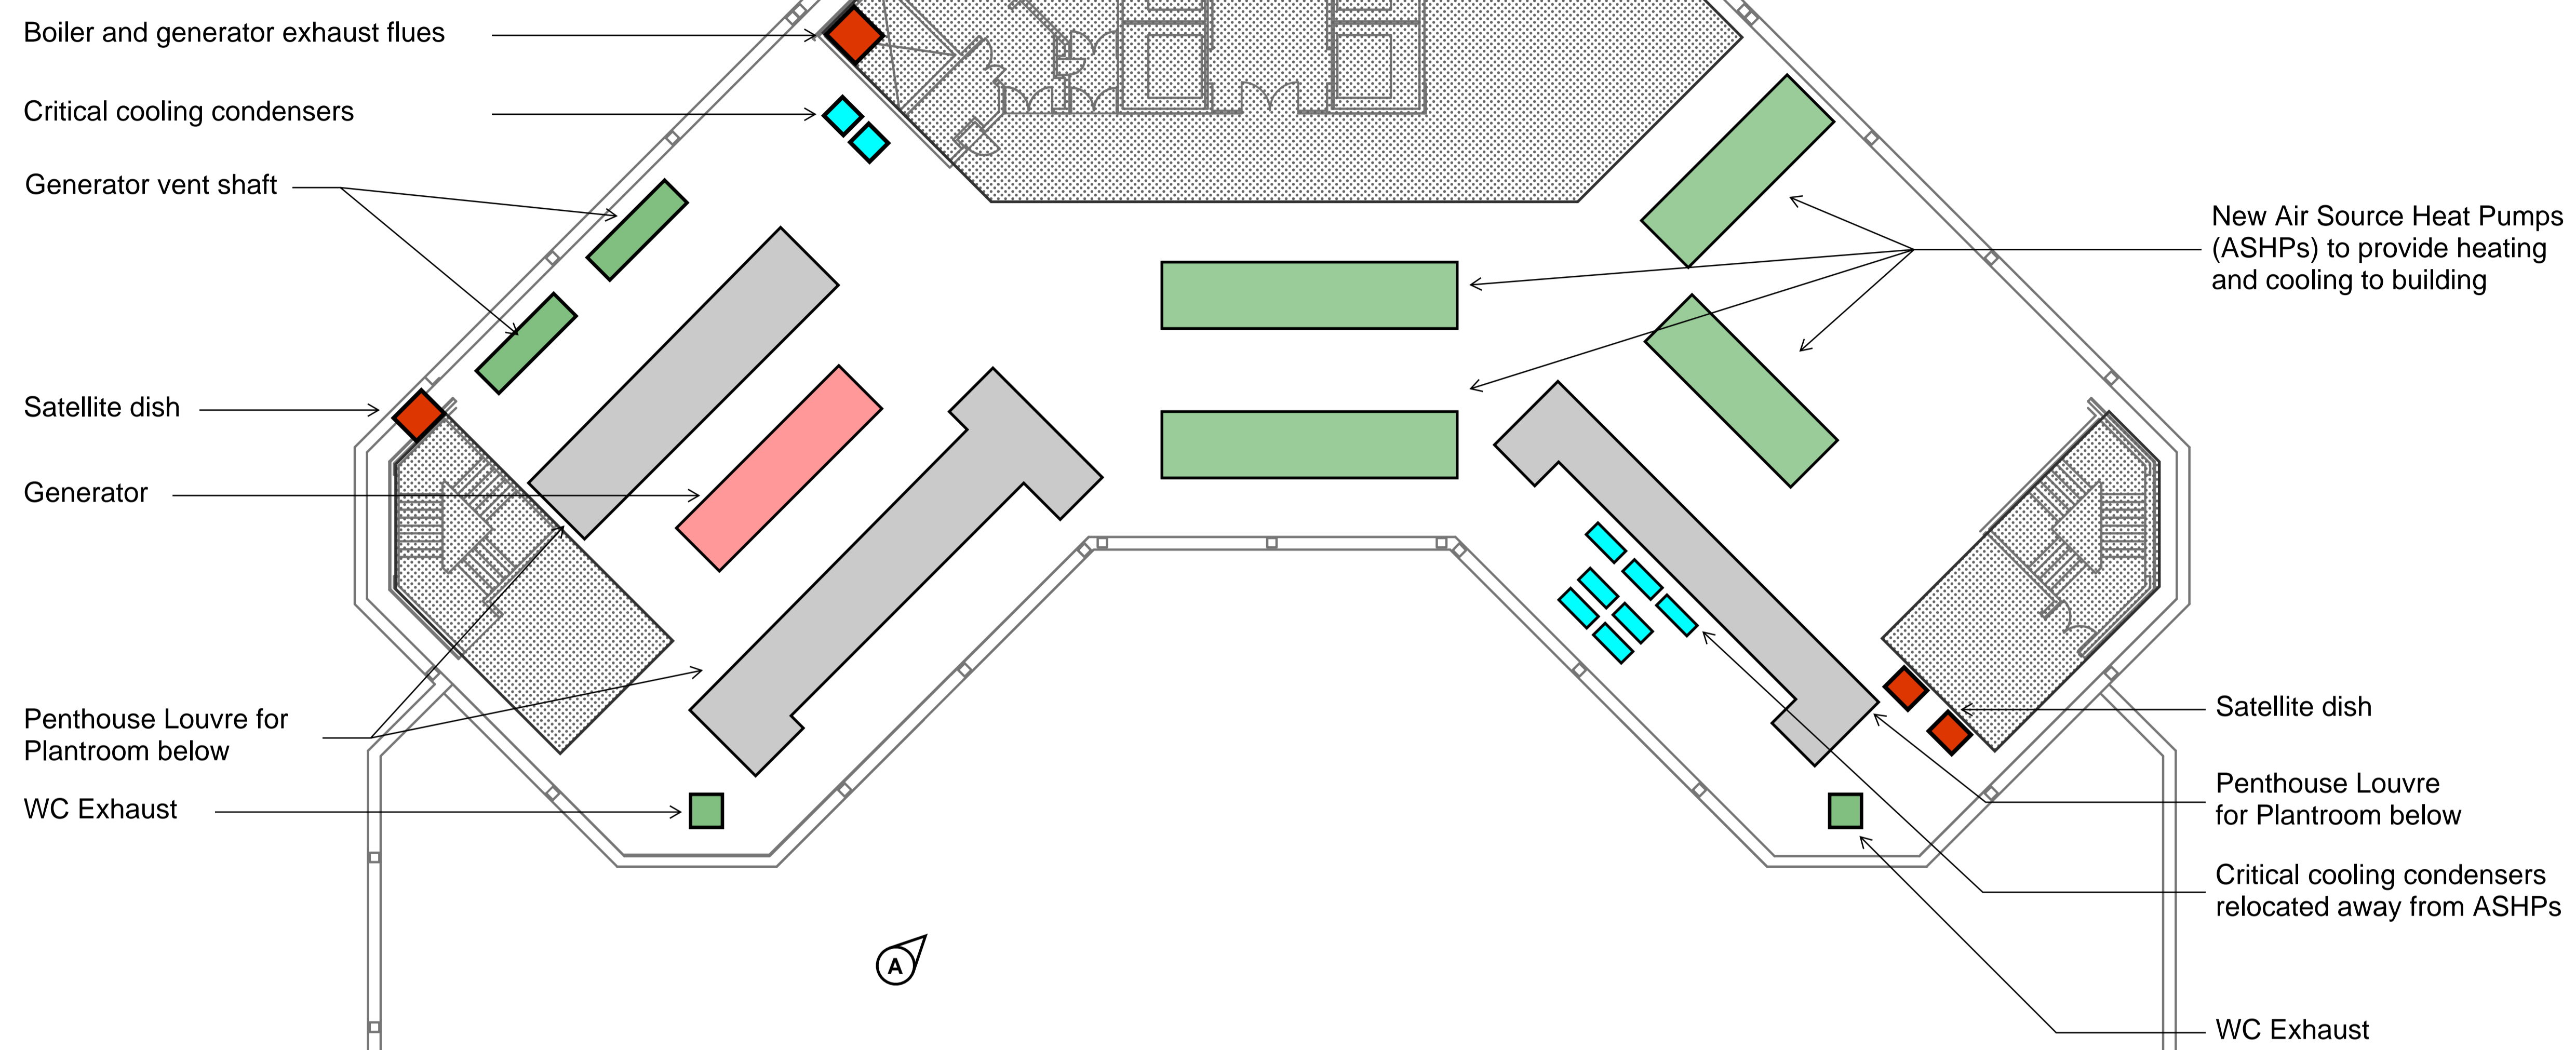 Boiler and generator exhaust flues
Critical cooling condensers
Generator vent shaft
Satellite dish
Generator
Penthouse Louvre for
Plantroom below
WC Exhaust
New Air Source Heat Pumps
(ASHPs) to provide heating
and cooling to building
Satellite dish
Penthouse Louvre
for Plantroom below
Critical cooling condensers
relocated away from ASHPs
WC Exhaust
A